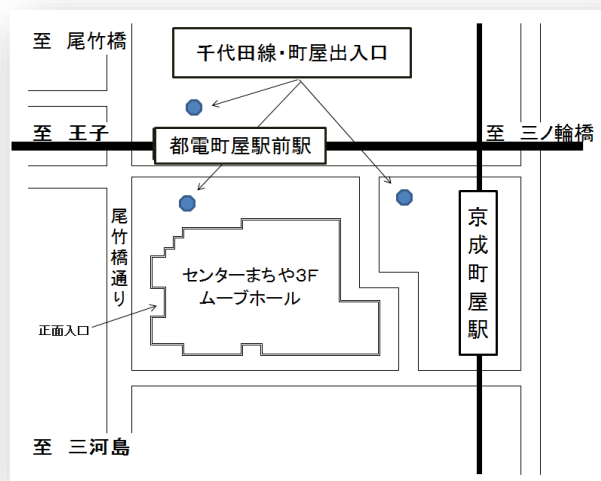 至 尾竹橋
千代田線・町屋出入口
至 王子
都電町屋駅前駅
至 三ノ輪橋
尾竹橋通り
京成町屋駅
センターまちや3F
ムーブホール
正面入口
至 三河島